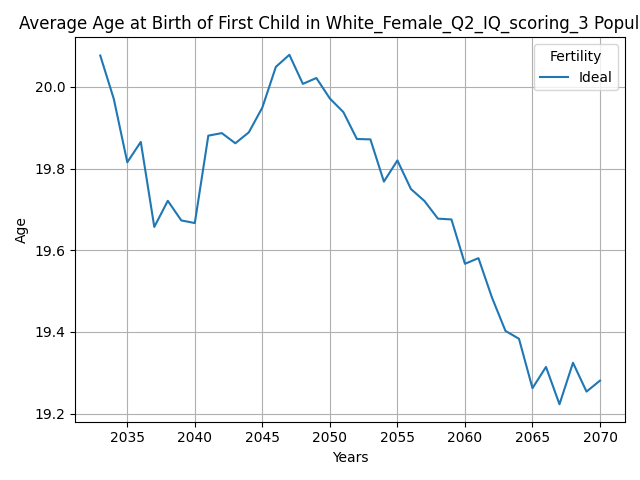 Average Age at Birth of First Child in White_Female_Q2_IQ_scoring_3 Popul
Fertility
Ideal
20.0
19.8
19.6
19.4
19.2
Age
2035 2040 2045 2050 2055 2060 2065 2070
Years